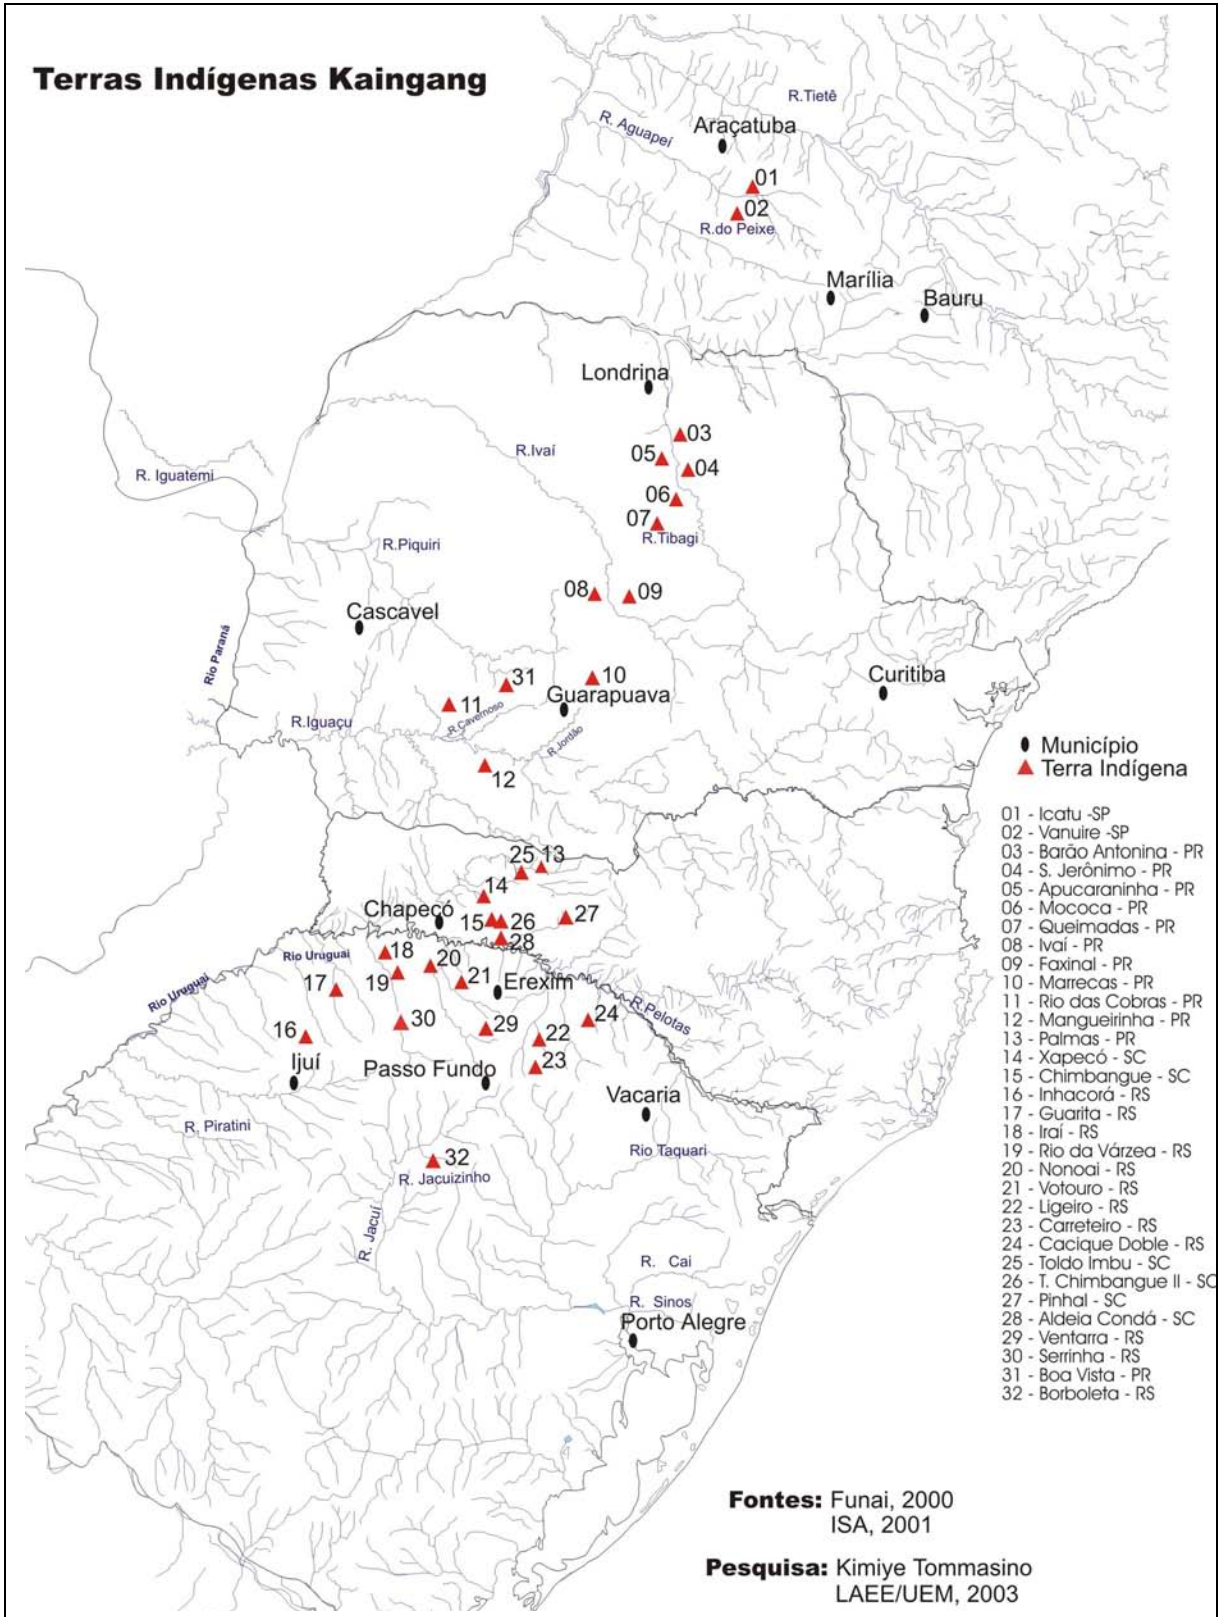 Terras Indígenas Kaingang
R.Tietê
R. Aguapeí
Araçatuba
01
02
R.do Peixe
Marília
Bauru
Londrina
03
R.Ivaí
05
04
R. Iguatemi
06
07
R.Tibagi
R.Piquiri
08
09
Cascavel
Rio Paraná
31
10
Curitiba
11
Guarapuava
R.Cavernoso
R.Iguaçu
R.Jordão
12
Município
Terra Indígena
25
13
14
Chapecó
15
26
27
28
18
Rio Uruguai
20
19
21
Erexim
17
Rio Uruguai
R.Pelotas
30
29
24
16
22
Ijuí
Passo Fundo
23
Vacaria
R. Piratini
Rio Taquari
32
R. Jacuizinho
R. Jacuí
R. Cai
R. Sinos
Porto Alegre
01 - Icatu -SP
02 - Vanuire -SP
03 - Barão Antonina - PR
04 - S. Jerônimo - PR
05 - Apucaraninha - PR
06 - Mococa - PR
07 - Queimadas - PR
08 - Ivaí - PR
09 - Faxinal - PR
10 - Marrecas - PR
11 - Rio das Cobras - PR
12 - Mangueirinha - PR
13 - Palmas - PR
14 - Xapecó - SC
15 - Chimbangue - SC
16 - Inhacorá - RS
17 - Guarita - RS
18 - Iraí - RS
19 - Rio da Várzea - RS
20 - Nonoai - RS
21 - Votouro - RS
22 - Ligeiro - RS
23 - Carreteiro - RS
24 - Cacique Doble - RS
25 - Toldo Imbu - SC
26 - T. Chimbangue II - SC
27 - Pinhal - SC
28 - Aldeia Condá - SC
29 - Ventarra - RS
30 - Serrinha - RS
31 - Boa Vista - PR
32 - Borboleta - RS
Fontes: Funai, 2000
ISA, 2001
Pesquisa: Kimiye Tommasino
LAEE/UEM, 2003